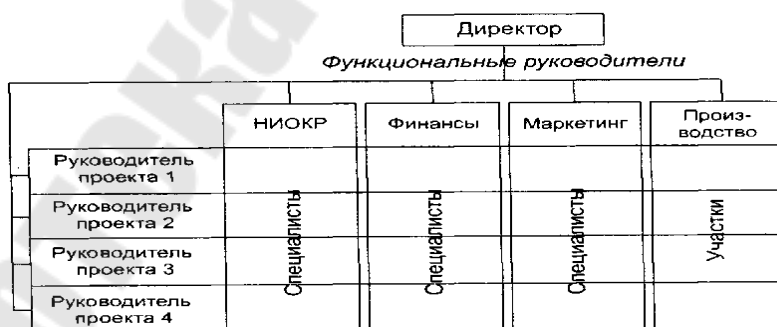 Директор
Функциональные руководители
НИОКР
Финансы
Маркетинг
Произ-
водство
Руководитель
проекта 1
Руководитель
проекта 2
Руководитель
проекта 3
Руководитель
проекта 4
Специалисты
Специалисты
Специалисты
Участки